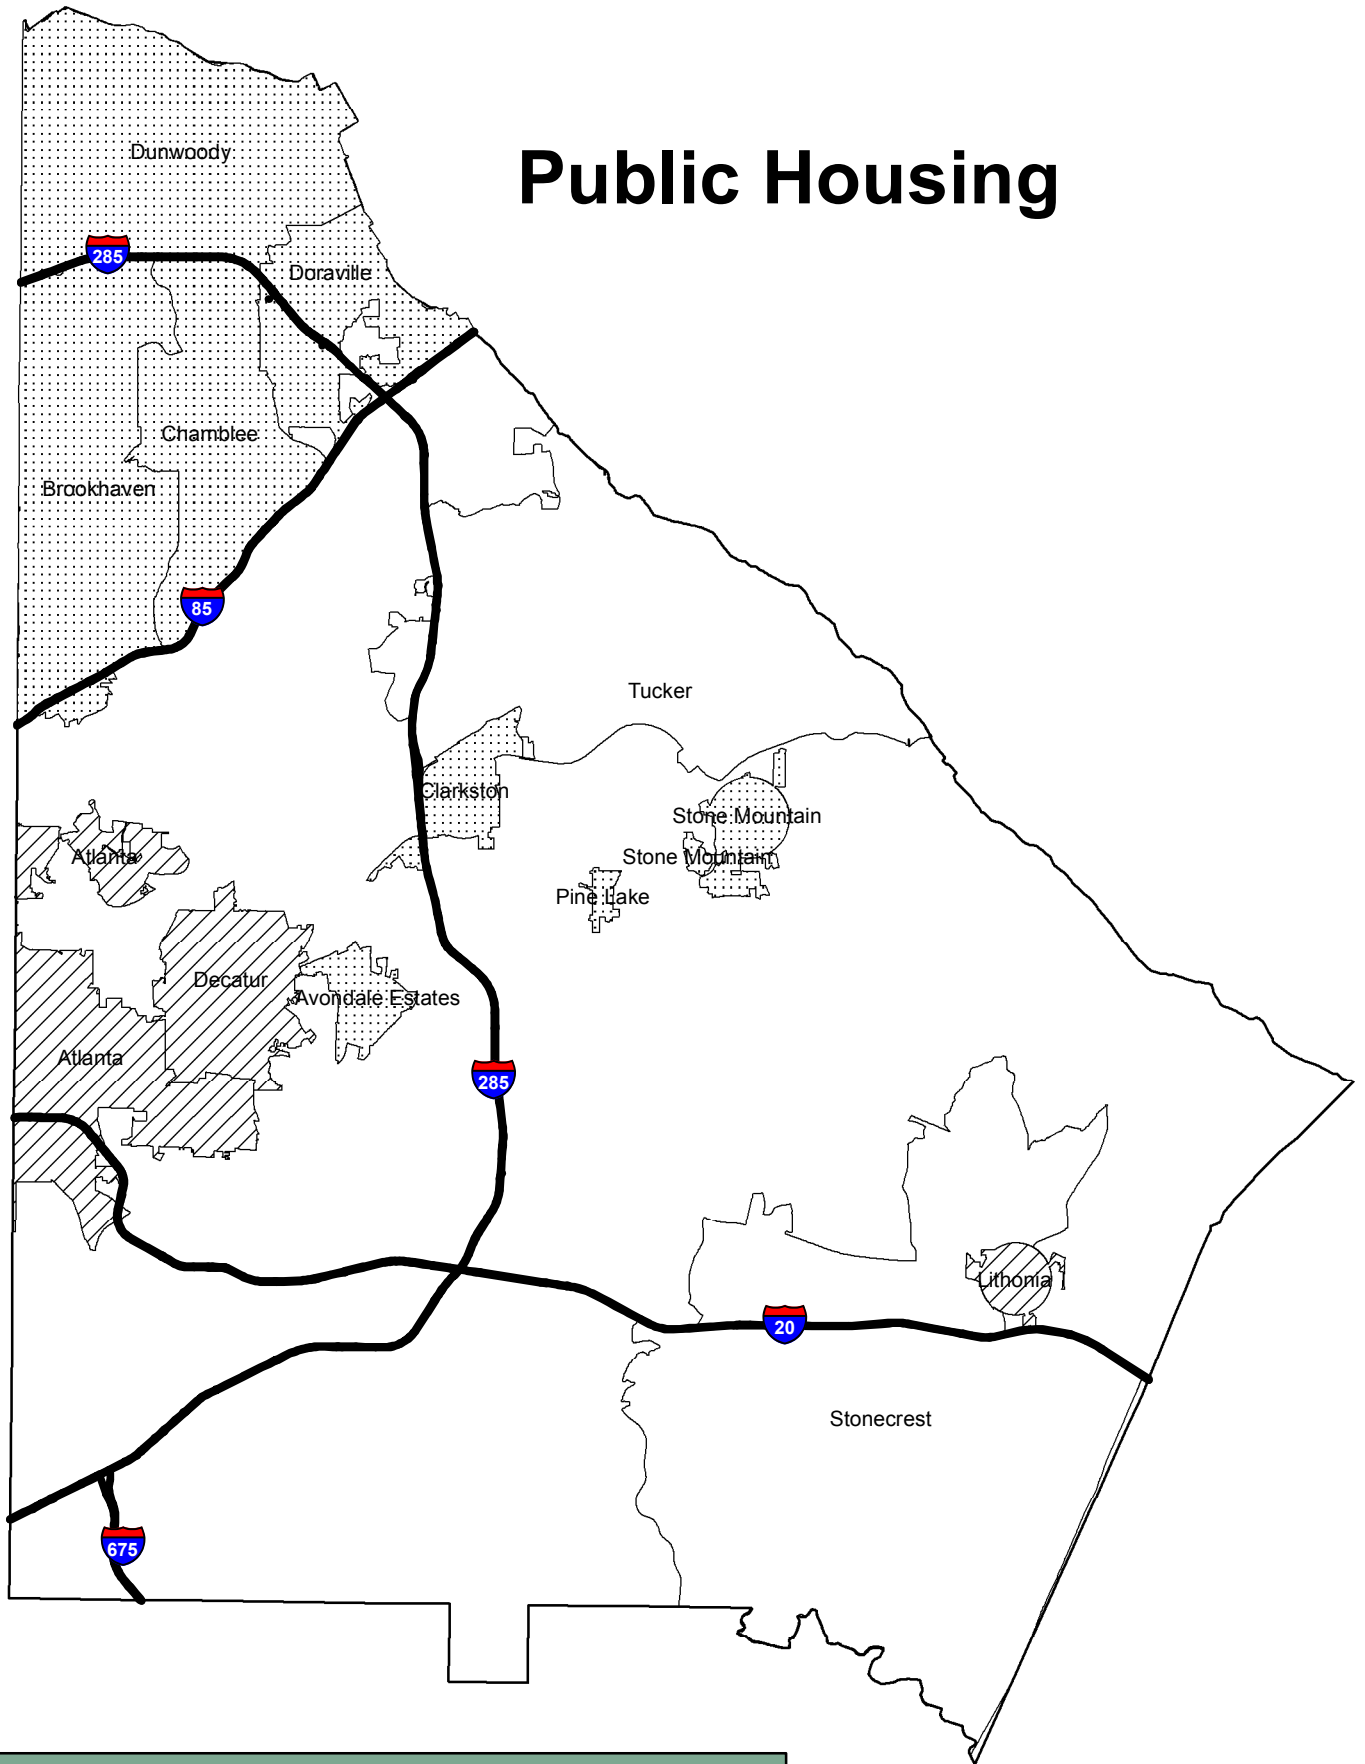 Public Housing
Dunwoody
285
Doraville
Chamblee
Brookhaven
85
Tucker
Clarkston
Stone Mountain
Stone Mountain
Pine Lake
Atlanta
Decatur
Avondale Estates
Atlanta
285
Lithonia
20
Stonecrest
675